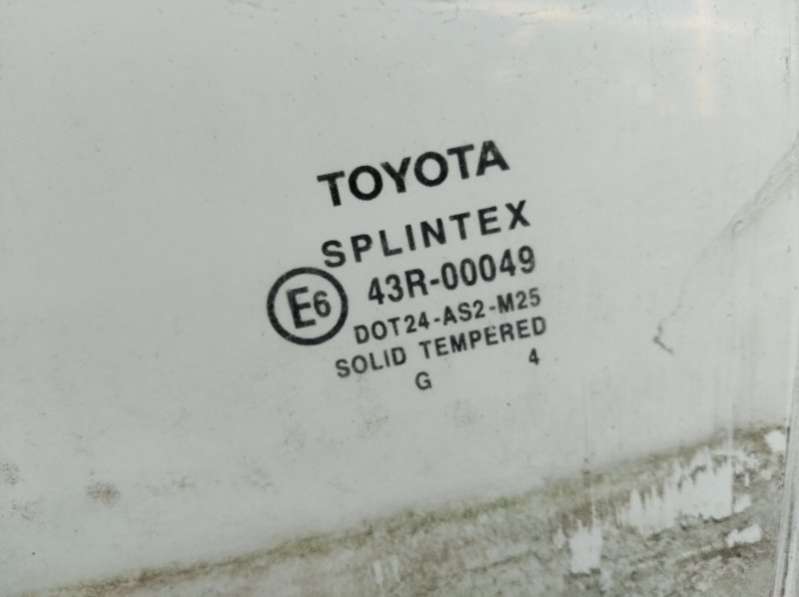 TOYOTA
SPLINTEX
E6 43R-00049
DOT24-AS2-M25
SOLID TEMPERED
G 4